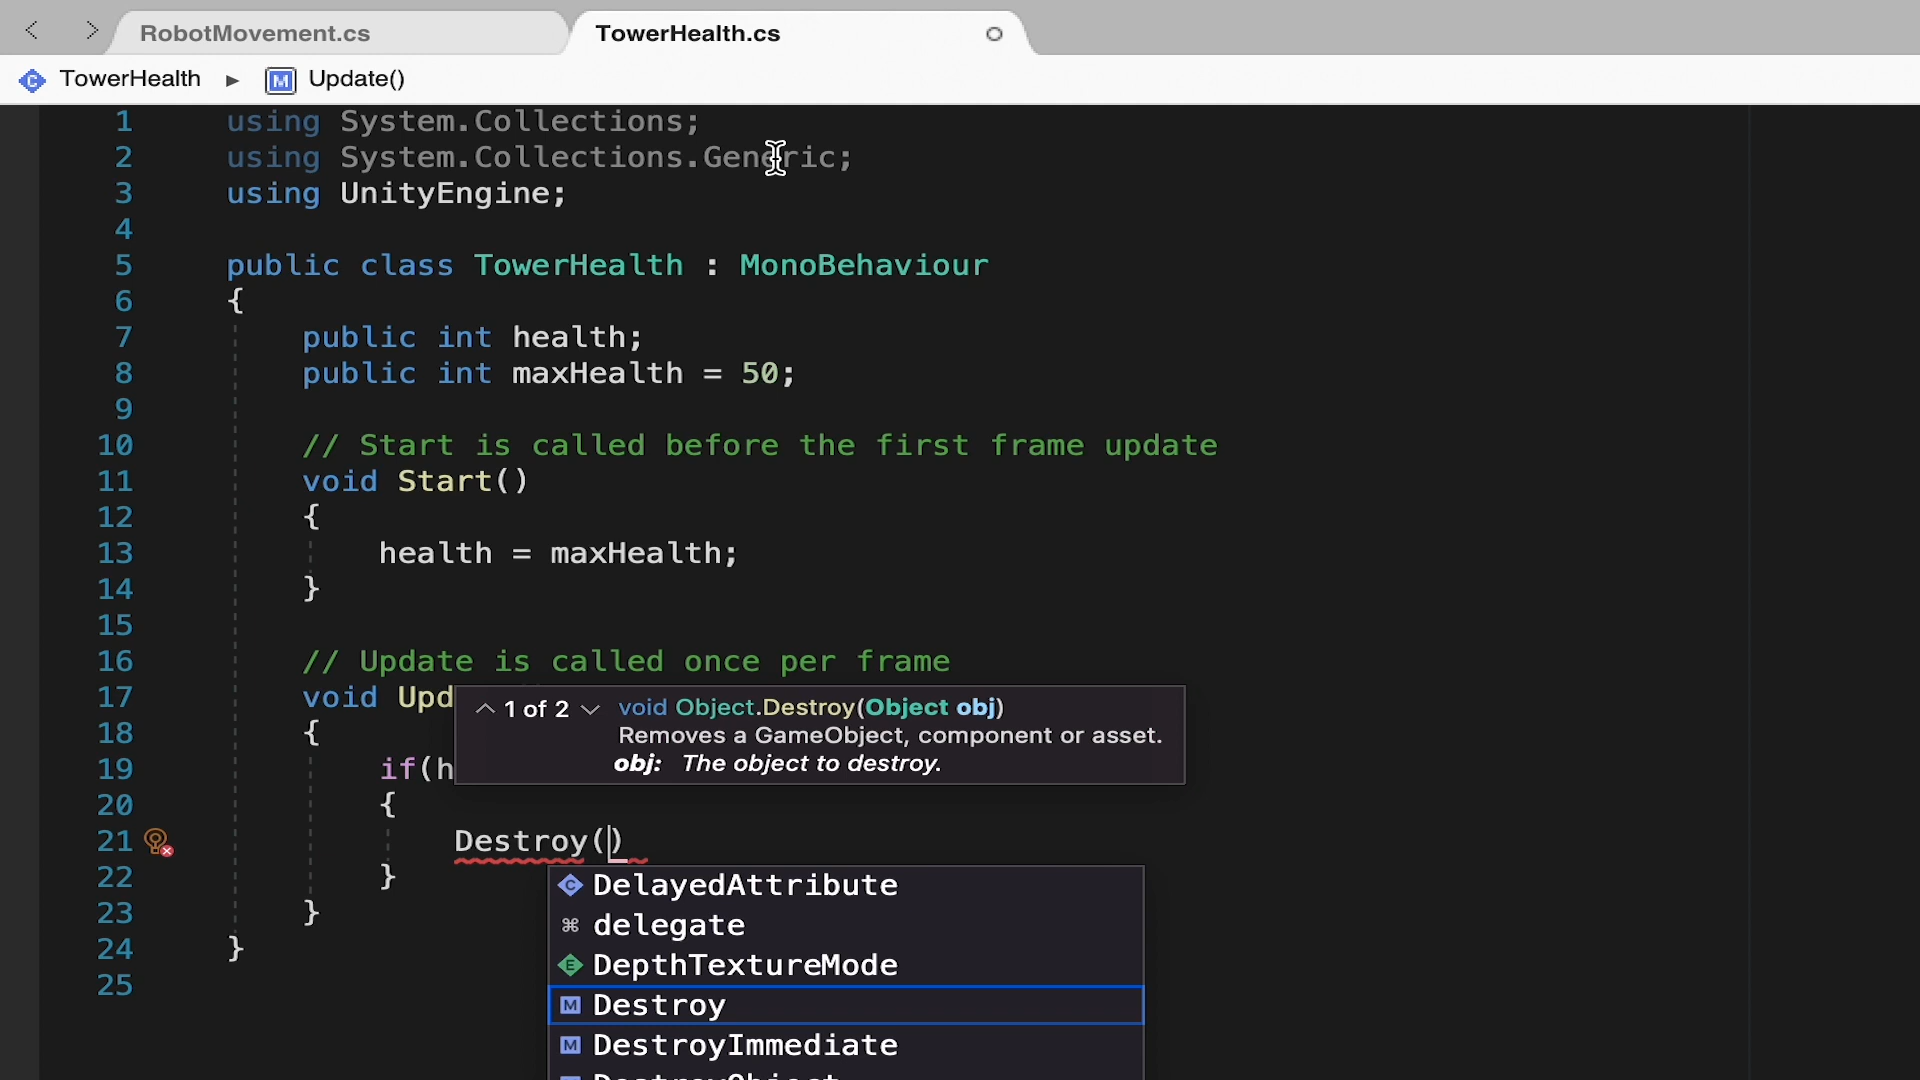 RobotMovement.cs
TowerHealth.cs
TowerHealth ▸ M Update()
1 using System.Collections;
2 using System.Collections.Generic;
3 using UnityEngine;
4
5 public class TowerHealth : MonoBehaviour
6 {
7 public int health;
8 public int maxHealth = 50;
9
10 // Start is called before the first frame update
11 void Start()
12 {
13 health = maxHealth;
14 }
15
16 // Update is called once per frame
17 void Upd
1 of 2 void Object.Destroy(Object obj)
Removes a GameObject, component or asset.
obj: The object to destroy.
18 {
19 if(h
20 {
21 Destroy()
22 }
23 }
24 }
25
C DelayedAttribute
⌘ delegate
E DepthTextureMode
M Destroy
M DestroyImmediate